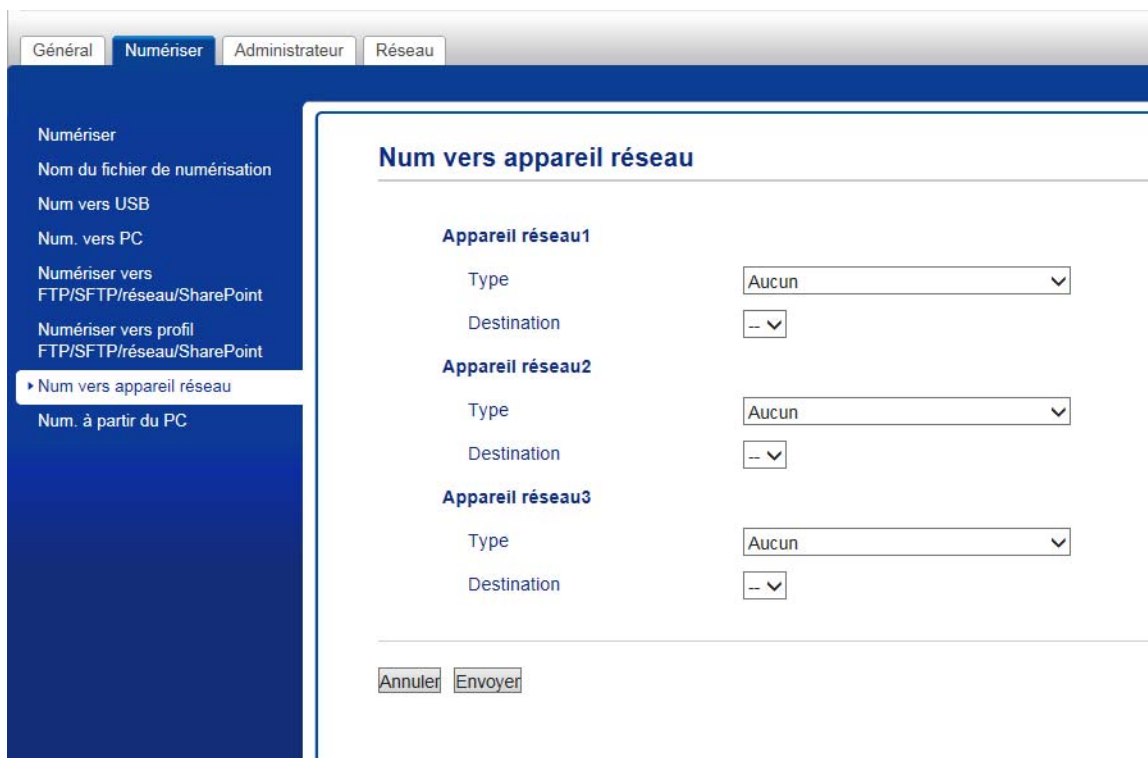 Général Numériser Administrateur Réseau
Numériser
Nom du fichier de numérisation
Num vers USB
Num. vers PC
Numériser vers
FTP/SFTP/réseau/SharePoint
Numériser vers profil
FTP/SFTP/réseau/SharePoint
Num vers appareil réseau
Num. à partir du PC
Num vers appareil réseau
Appareil réseau1
Type Aucun
Destination --
Appareil réseau2
Type Aucun
Destination --
Appareil réseau3
Type Aucun
Destination --
Annuler Envoyer